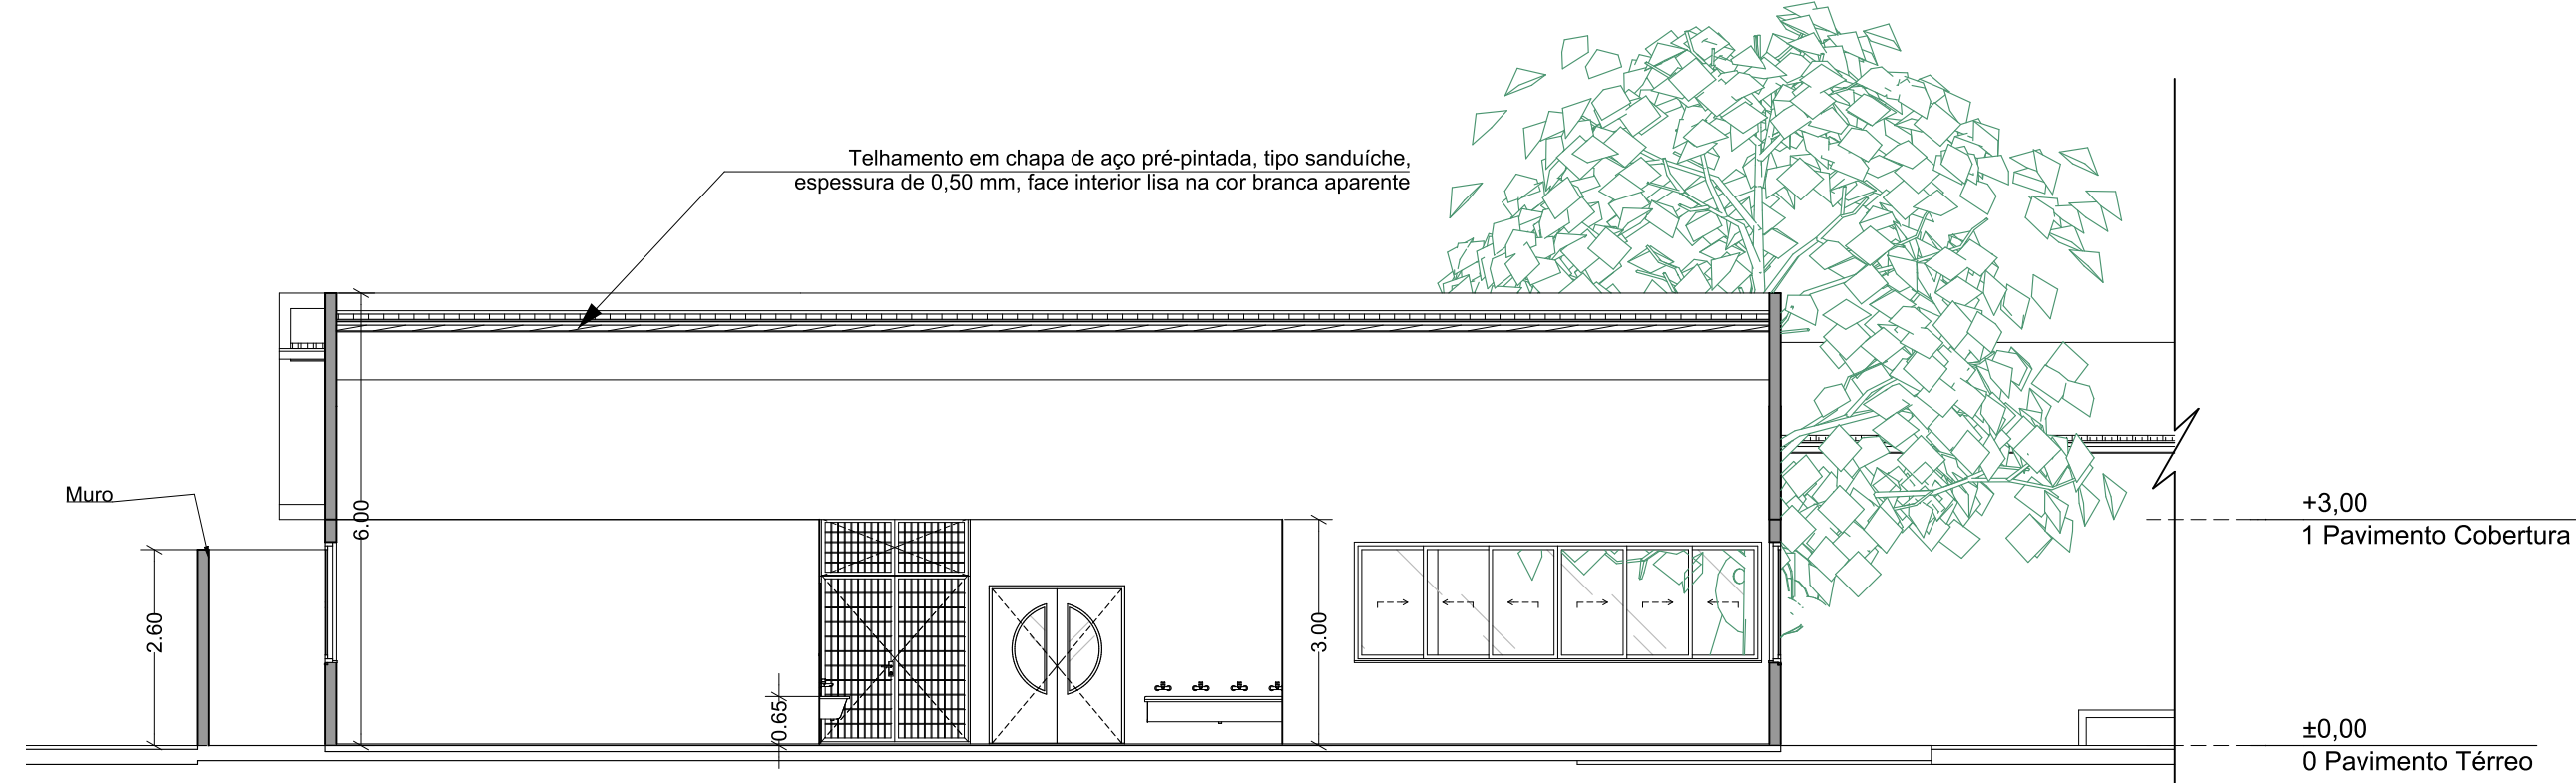 Telhamento em chapa de aço pré-pintada, tipo sanduíche,
espessura de 0,50 mm, face interior lisa na cor branca aparente
Muro
6.00
2.60
0.65
3.00
+3,00
1 Pavimento Cobertura
±0,00
0 Pavimento Térreo